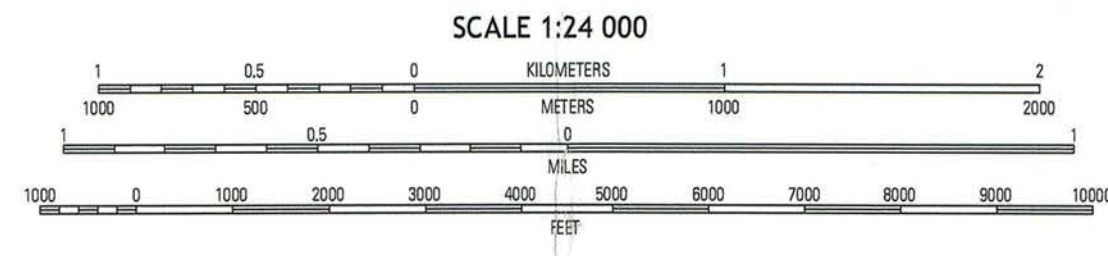 SCALE 1:24 000
1 0.5 0 KILOMETERS 1 2
1000 500 0 METERS 1000 2000
1 0.5 0 1
MILES
1000 0 1000 2000 3000 4000 5000 6000 7000 8000 9000 10000
FEET